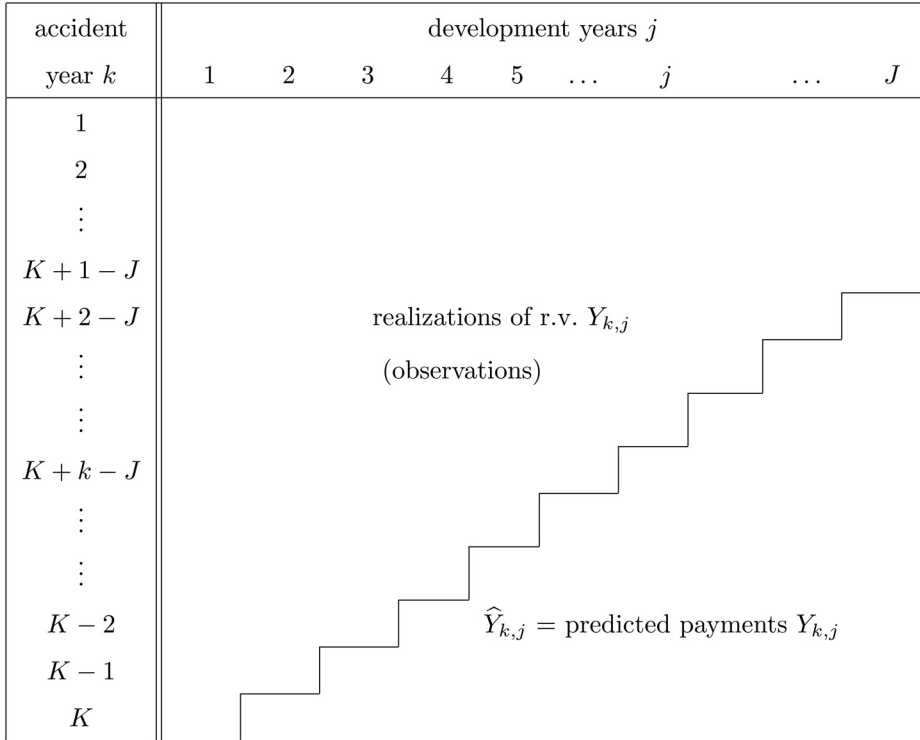 accident development years j
year k 1 2 3 4 5 … j … J
1
2
⋮
K + 1 − J
K + 2 − J realizations of r.v. Y_{k,j}
⋮ (observations)
⋮
K + k − J
⋮
⋮
K − 2 Ŷ_{k,j} = predicted payments Y_{k,j}
K − 1
K